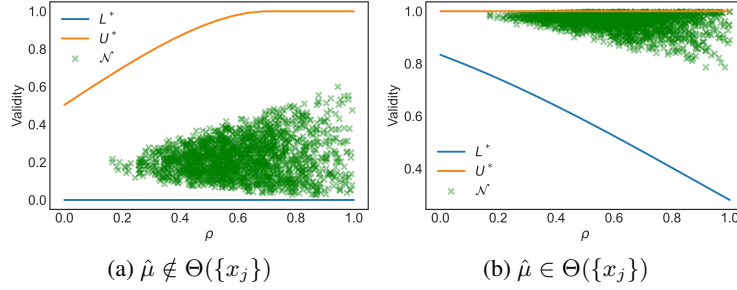 1.0
0.8
0.6
0.4
0.2
0.0
Validity
L*
U*
𝒩
0.0 0.2 0.4 0.6 0.8 1.0
ρ
(a) μ̂ ∉ Θ({x_j})
1.0
0.8
0.6
0.4
Validity
L*
U*
𝒩
0.0 0.2 0.4 0.6 0.8 1.0
ρ
(b) μ̂ ∈ Θ({x_j})